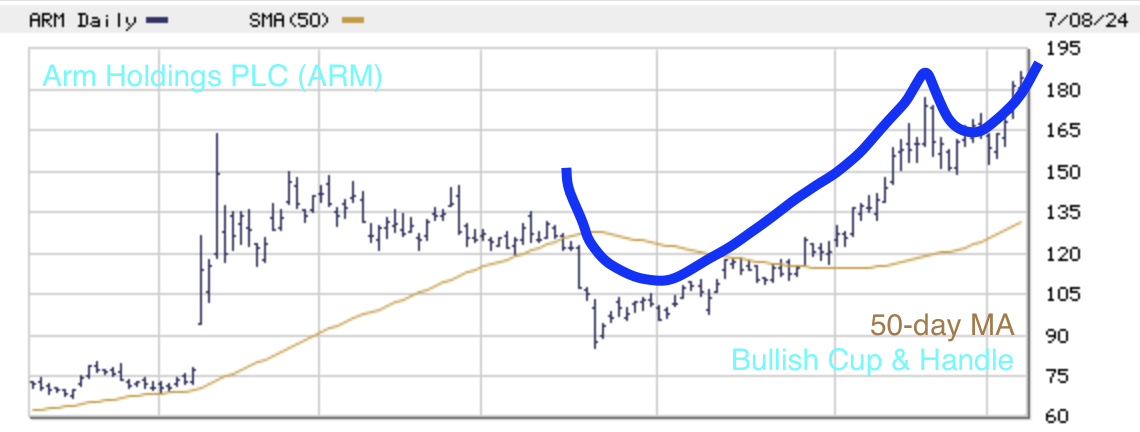 ARM Daily SMA(50) 7/08/24
Arm Holdings PLC (ARM)
195
180
165
150
135
120
105
90
75
60
50-day MA
Bullish Cup & Handle